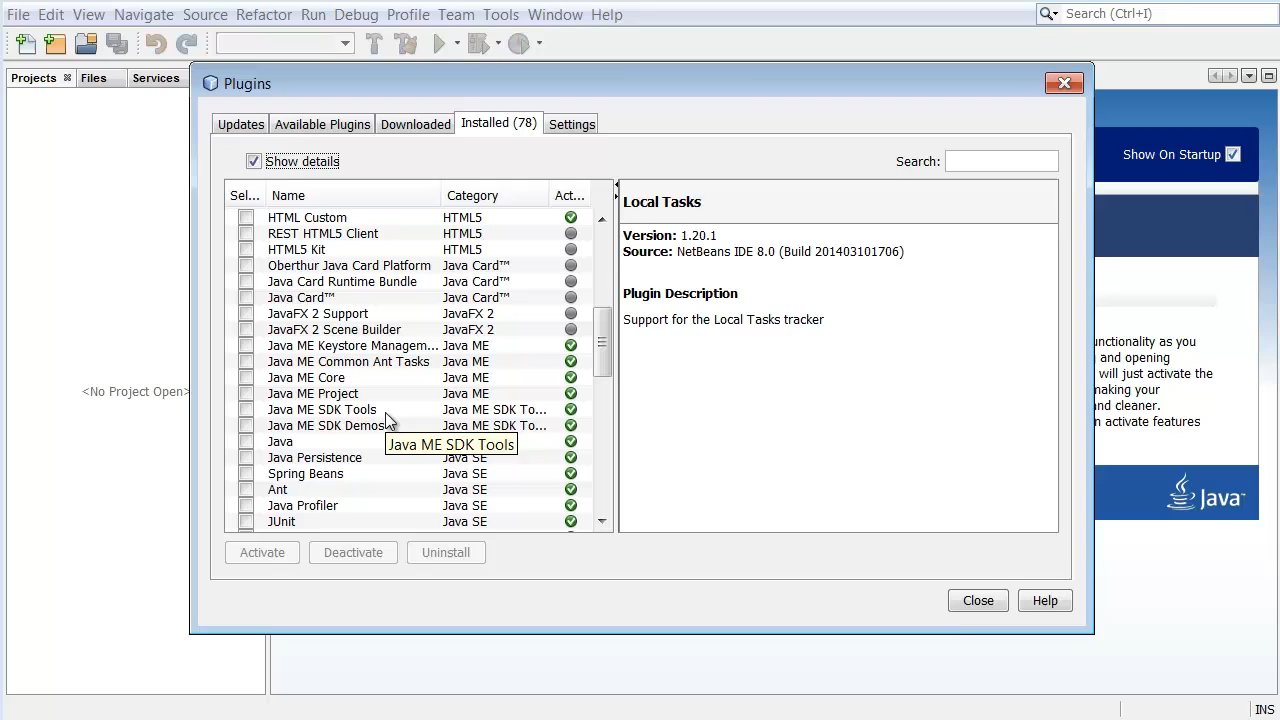 File Edit View Navigate Source Refactor Run Debug Profile Team Tools Window Help
Search (Ctrl+I)
Projects Files Services
<No Project Open>
Plugins
Updates Available Plugins Downloaded Installed (78) Settings
Show details Search:
Sel... Name Category Act...
HTML Custom HTML5
REST HTML5 Client HTML5
HTML5 Kit HTML5
Oberthur Java Card Platform Java Card™
Java Card Runtime Bundle Java Card™
Java Card™ Java Card™
JavaFX 2 Support JavaFX 2
JavaFX 2 Scene Builder JavaFX 2
Java ME Keystore Managem... Java ME
Java ME Common Ant Tasks Java ME
Java ME Core Java ME
Java ME Project Java ME
Java ME SDK Tools Java ME SDK To...
Java ME SDK Demos Java ME SDK To...
Java
Java ME SDK Tools
Java Persistence Java SE
Spring Beans Java SE
Ant Java SE
Java Profiler Java SE
JUnit Java SE
Local Tasks
Version: 1.20.1
Source: NetBeans IDE 8.0 (Build 201403101706)
Plugin Description
Support for the Local Tasks tracker
Activate Deactivate Uninstall
Close Help
Show On Startup
unctionality as you
and opening
will just activate the
making your
and cleaner.
n activate features
Java™
INS